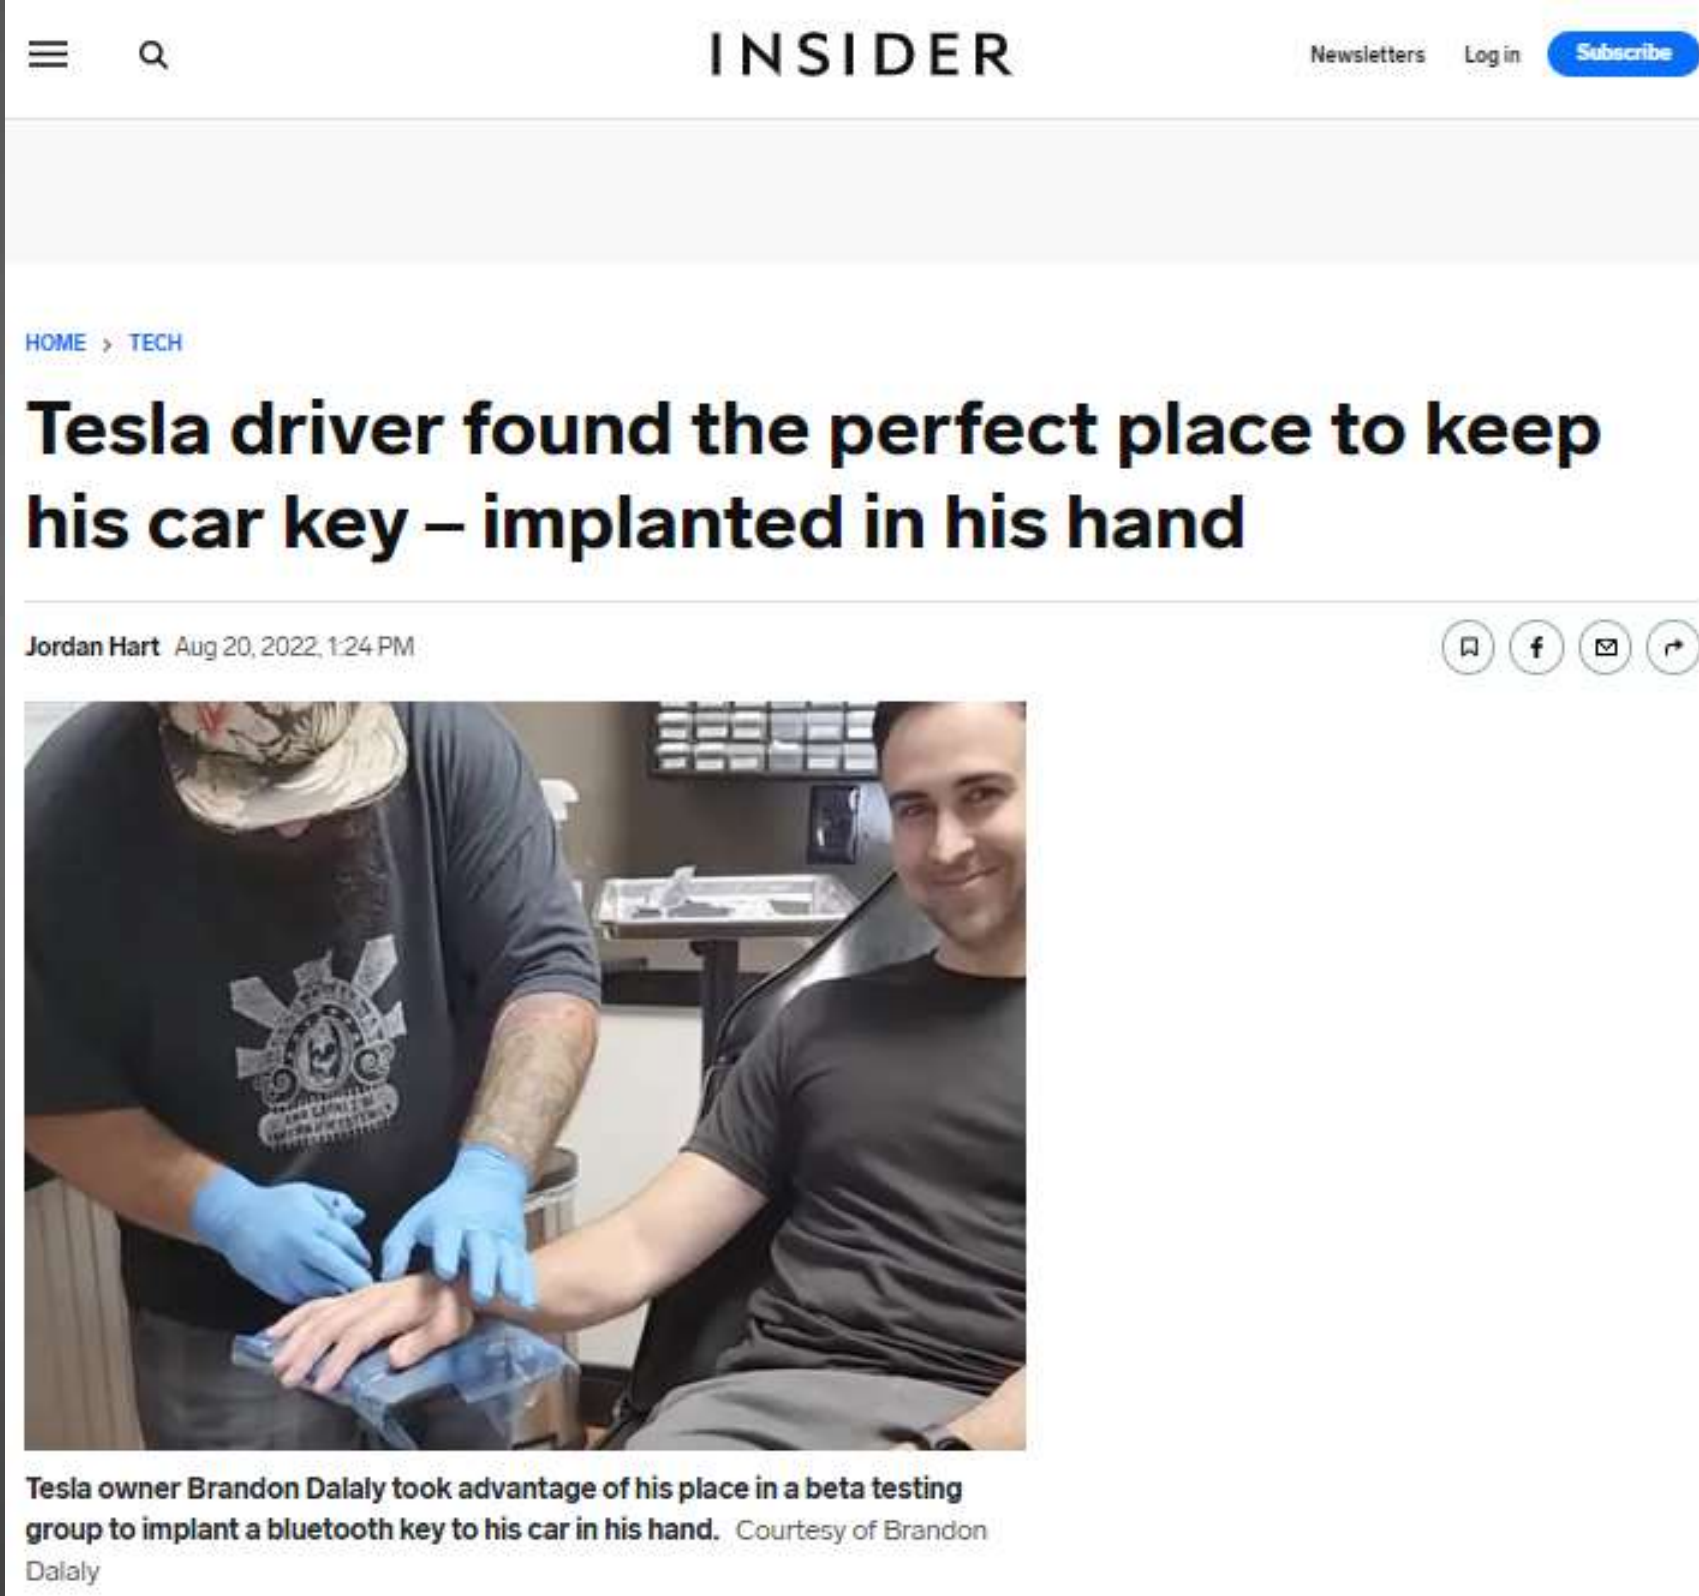 INSIDER
Newsletters Log in Subscribe
HOME > TECH
Tesla driver found the perfect place to keep
his car key – implanted in his hand
Jordan Hart Aug 20, 2022, 1:24 PM
Tesla owner Brandon Dalaly took advantage of his place in a beta testing
group to implant a bluetooth key to his car in his hand. Courtesy of Brandon
Dalaly